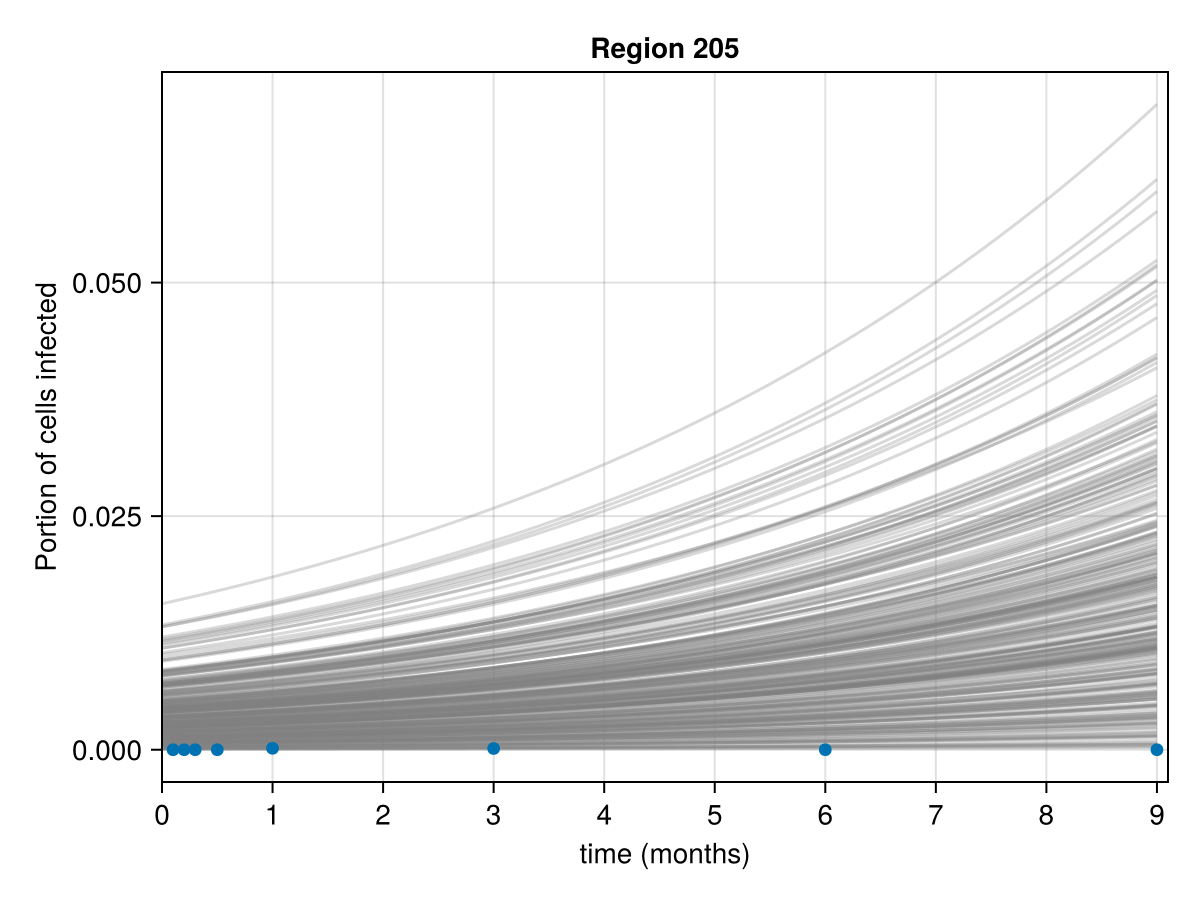 Region 205
Portion of cells infected
0.050
0.025
0.000
0 1 2 3 4 5 6 7 8 9
time (months)